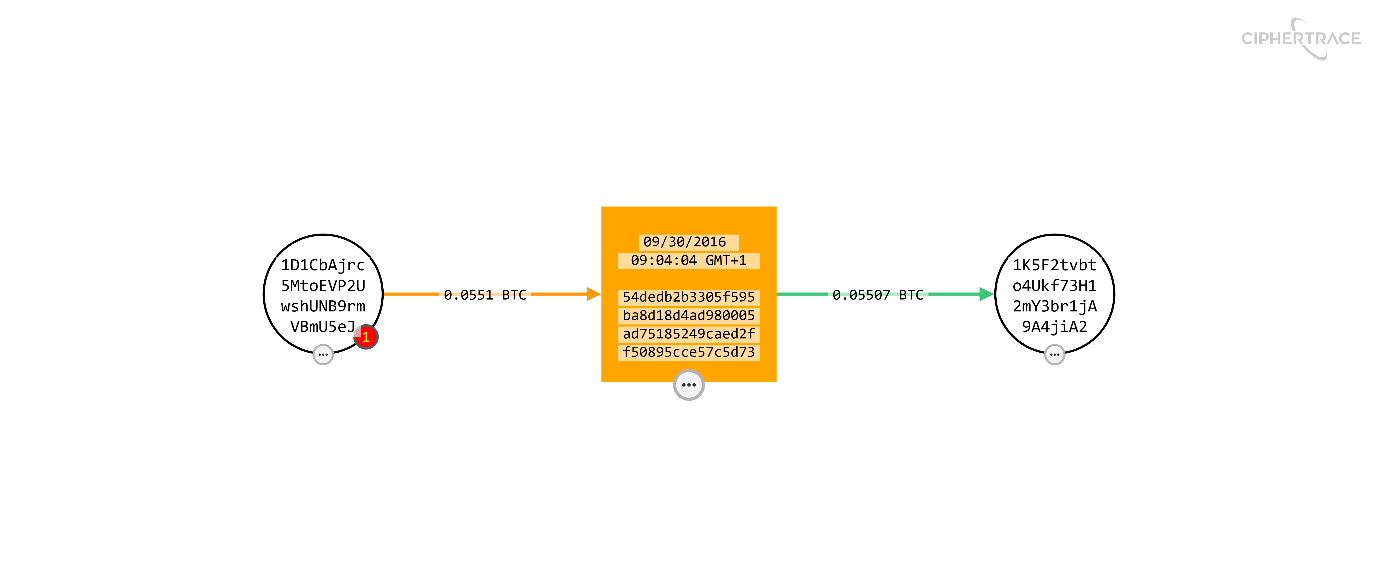 CIPHERTRACE
1D1CbAjrc
5MtoEVP2U
wshUNB9rm
VBmU5eJ
1
0.0551 BTC
09/30/2016
09:04:04 GMT+1
54dedb2b3305f595
ba8d18d4ad980005
ad75185249caed2f
f50895cce57c5d73
0.05507 BTC
1K5F2tvbt
o4Ukf73H1
2mY3br1jA
9A4jiA2